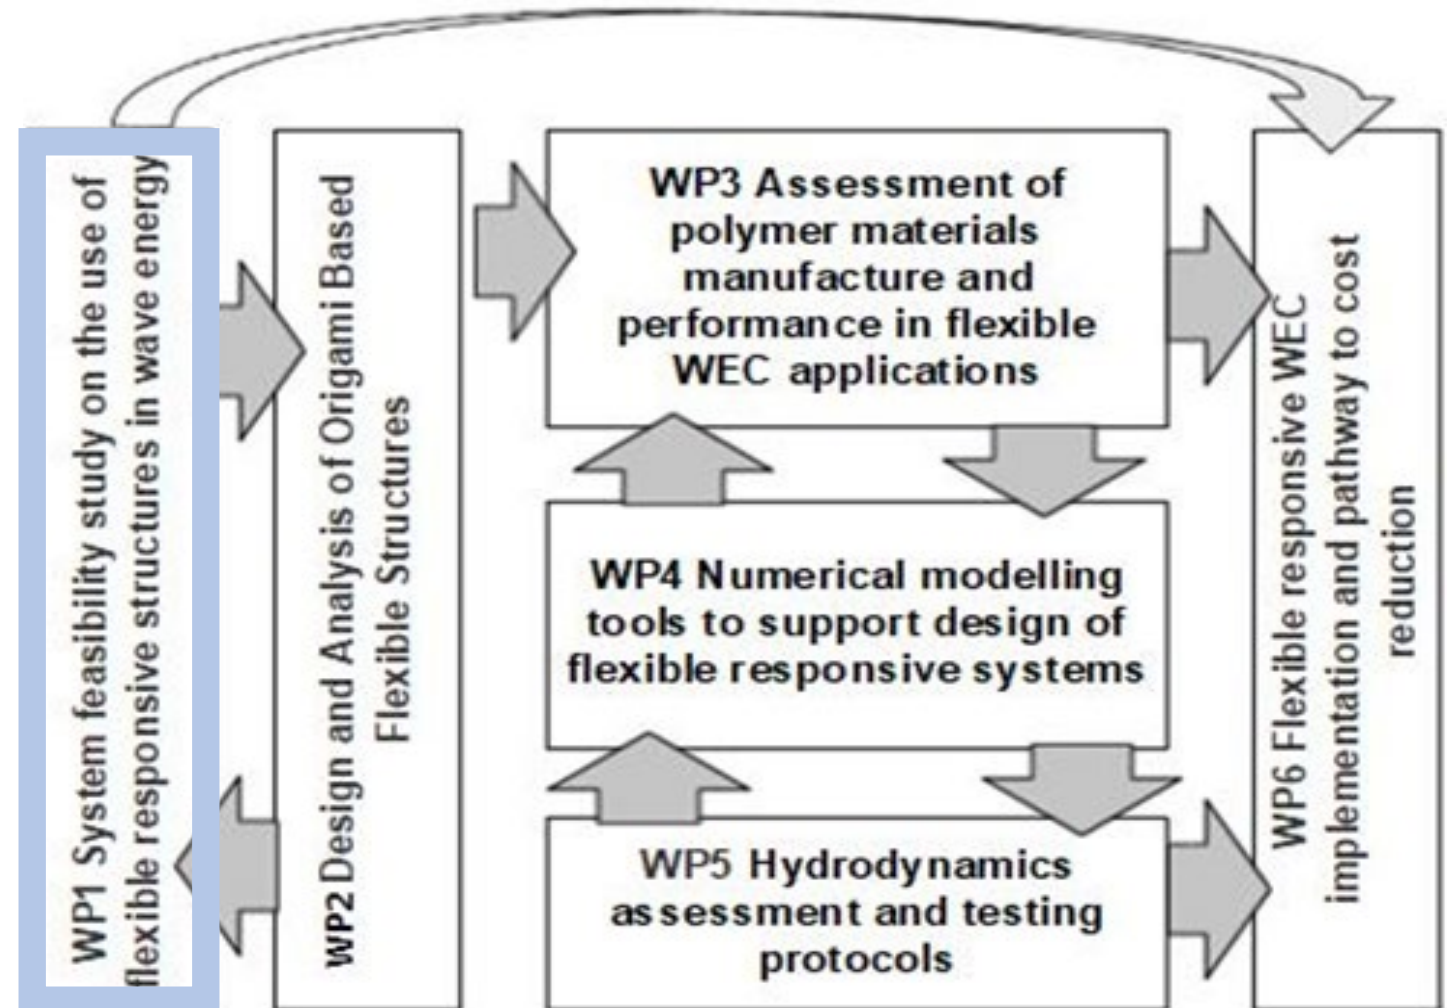 WP1 System feasibility study on the use of
flexible responsive structures in wave energy
WP2 Design and Analysis of Origami Based
Flexible Structures
WP3 Assessment of
polymer materials
manufacture and
performance in flexible
WEC applications
WP4 Numerical modelling
tools to support design of
flexible responsive systems
WP5 Hydrodynamics
assessment and testing
protocols
WP6 Flexible responsive WEC
implementation and pathway to cost
reduction